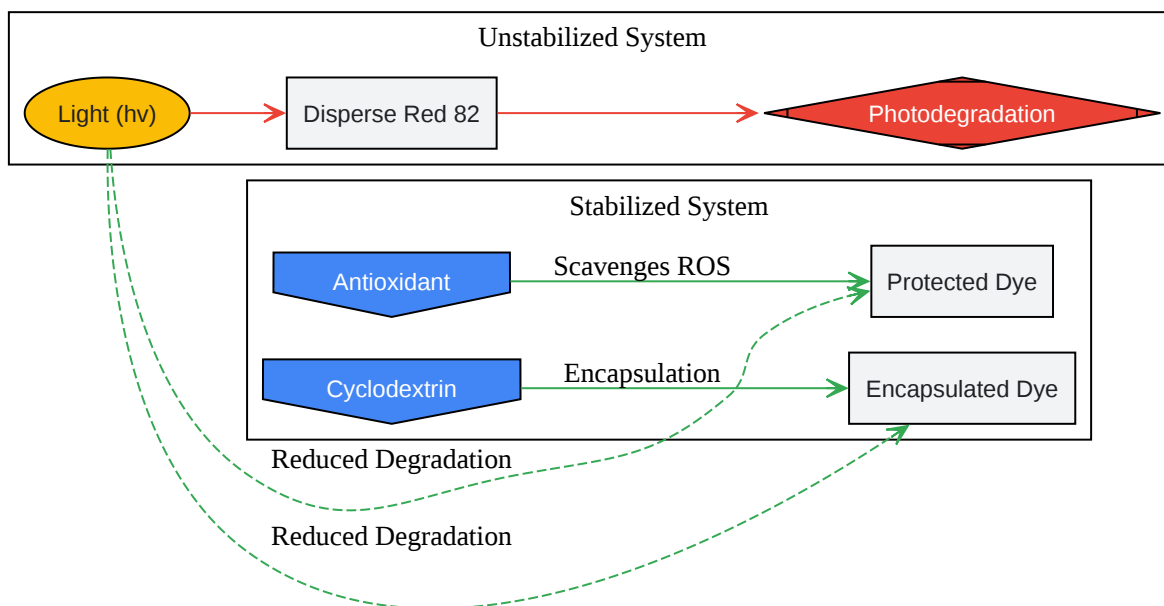 Unstabilized System
Light (hv)
Disperse Red 82
Photodegradation
Stabilized System
Antioxidant
Scavenges ROS
Protected Dye
Cyclodextrin
Encapsulation
Encapsulated Dye
Reduced Degradation
Reduced Degradation